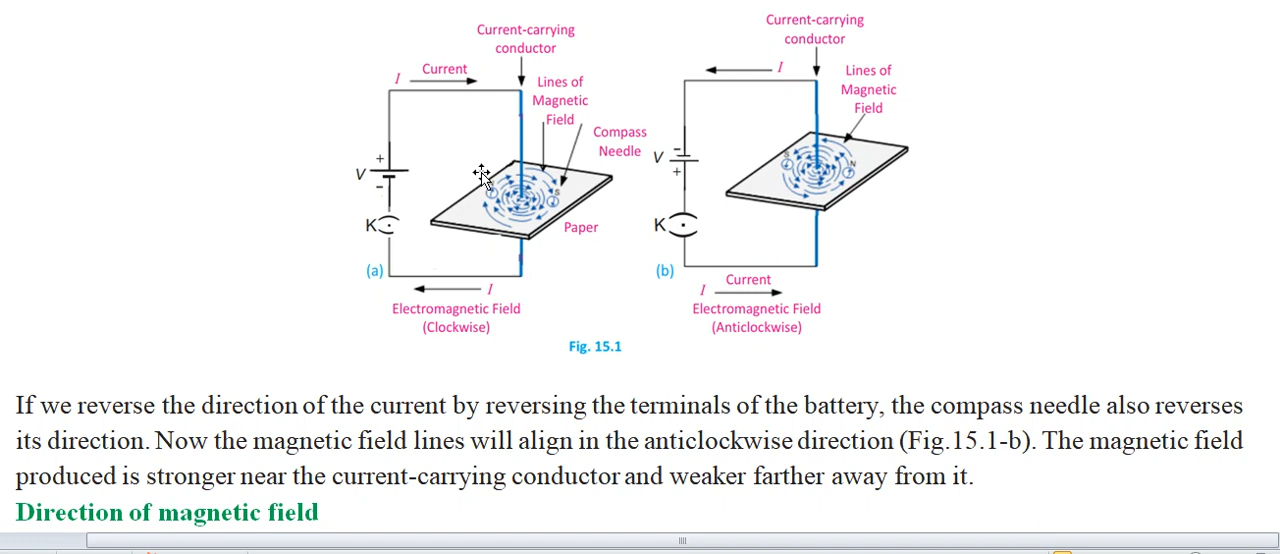 Current-carrying
conductor
I Current
Lines of
Magnetic
Field
Compass
Needle
+
V
-
K
S
Paper
(a)
I
Electromagnetic Field
(Clockwise)
Current-carrying
conductor
I
Lines of
Magnetic
Field
-
V
+
S
N
K
(b)
Current
I
Electromagnetic Field
(Anticlockwise)
Fig. 15.1
If we reverse the direction of the current by reversing the terminals of the battery, the compass needle also reverses
its direction. Now the magnetic field lines will align in the anticlockwise direction (Fig.15.1-b). The magnetic field
produced is stronger near the current-carrying conductor and weaker farther away from it.
Direction of magnetic field